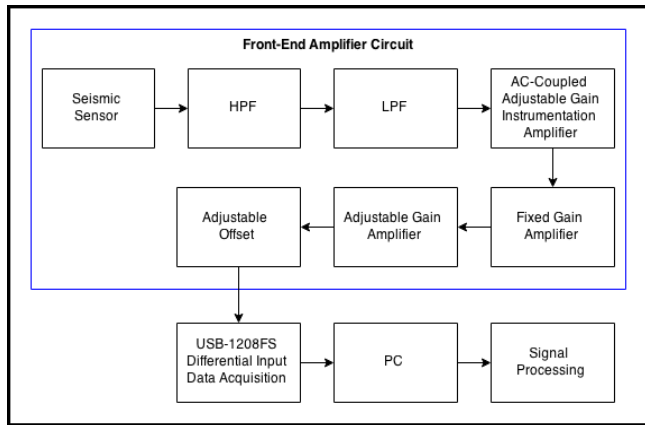 Front-End Amplifier Circuit
Seismic
Sensor
HPF
LPF
AC-Coupled
Adjustable Gain
Instrumentation
Amplifier
Adjustable
Offset
Adjustable Gain
Amplifier
Fixed Gain
Amplifier
USB-1208FS
Differential Input
Data Acquisition
PC
Signal
Processing